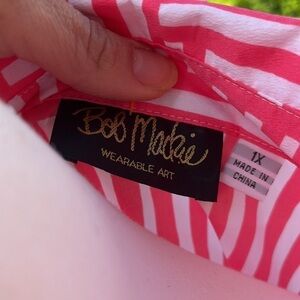 Bob Mackie
WEARABLE ART
1X
MADE IN
CHINA